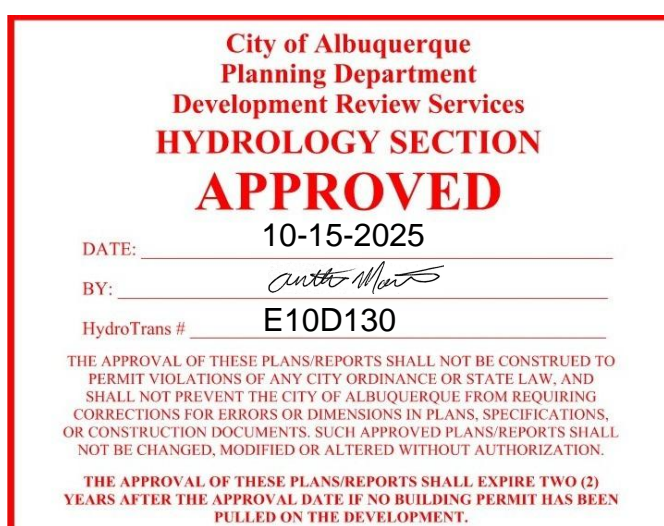 City of Albuquerque
Planning Department
Development Review Services
HYDROLOGY SECTION
APPROVED
DATE: 10-15-2025
BY:
HydroTrans # E10D130
THE APPROVAL OF THESE PLANS/REPORTS SHALL NOT BE CONSTRUED TO
PERMIT VIOLATIONS OF ANY CITY ORDINANCE OR STATE LAW, AND
SHALL NOT PREVENT THE CITY OF ALBUQUERQUE FROM REQUIRING
CORRECTIONS FOR ERRORS OR DIMENSIONS IN PLANS, SPECIFICATIONS,
OR CONSTRUCTION DOCUMENTS. SUCH APPROVED PLANS/REPORTS SHALL
NOT BE CHANGED, MODIFIED OR ALTERED WITHOUT AUTHORIZATION.
THE APPROVAL OF THESE PLANS/REPORTS SHALL EXPIRE TWO (2)
YEARS AFTER THE APPROVAL DATE IF NO BUILDING PERMIT HAS BEEN
PULLED ON THE DEVELOPMENT.